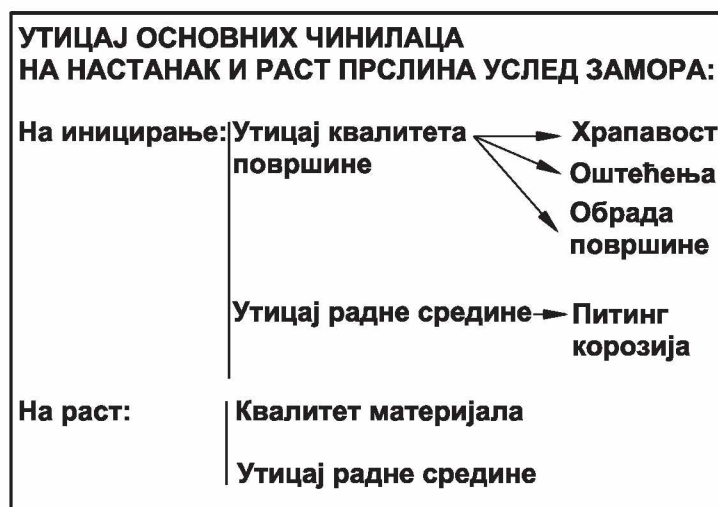 УТИЦАЈ ОСНОВНИХ ЧИНИЛАЦА
НА НАСТАНАК И РАСТ ПРСЛИНА УСЛЕД ЗАМОРА:
На иницирање:
Утицај квалитета
површине
Храпавост
Оштећења
Обрада
површине
Утицај радне средине
Питинг
корозија
На раст:
Квалитет материјала
Утицај радне средине